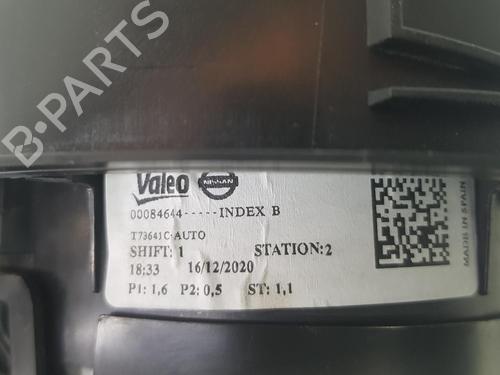 B-PARTS
Valeo NISSAN
00084644-----INDEX B
T73641C-AUTO
SHIFT: 1 STATION:2
18:33 16/12/2020
P1: 1,6 P2: 0,5 ST: 1,1
MADE IN SPAIN